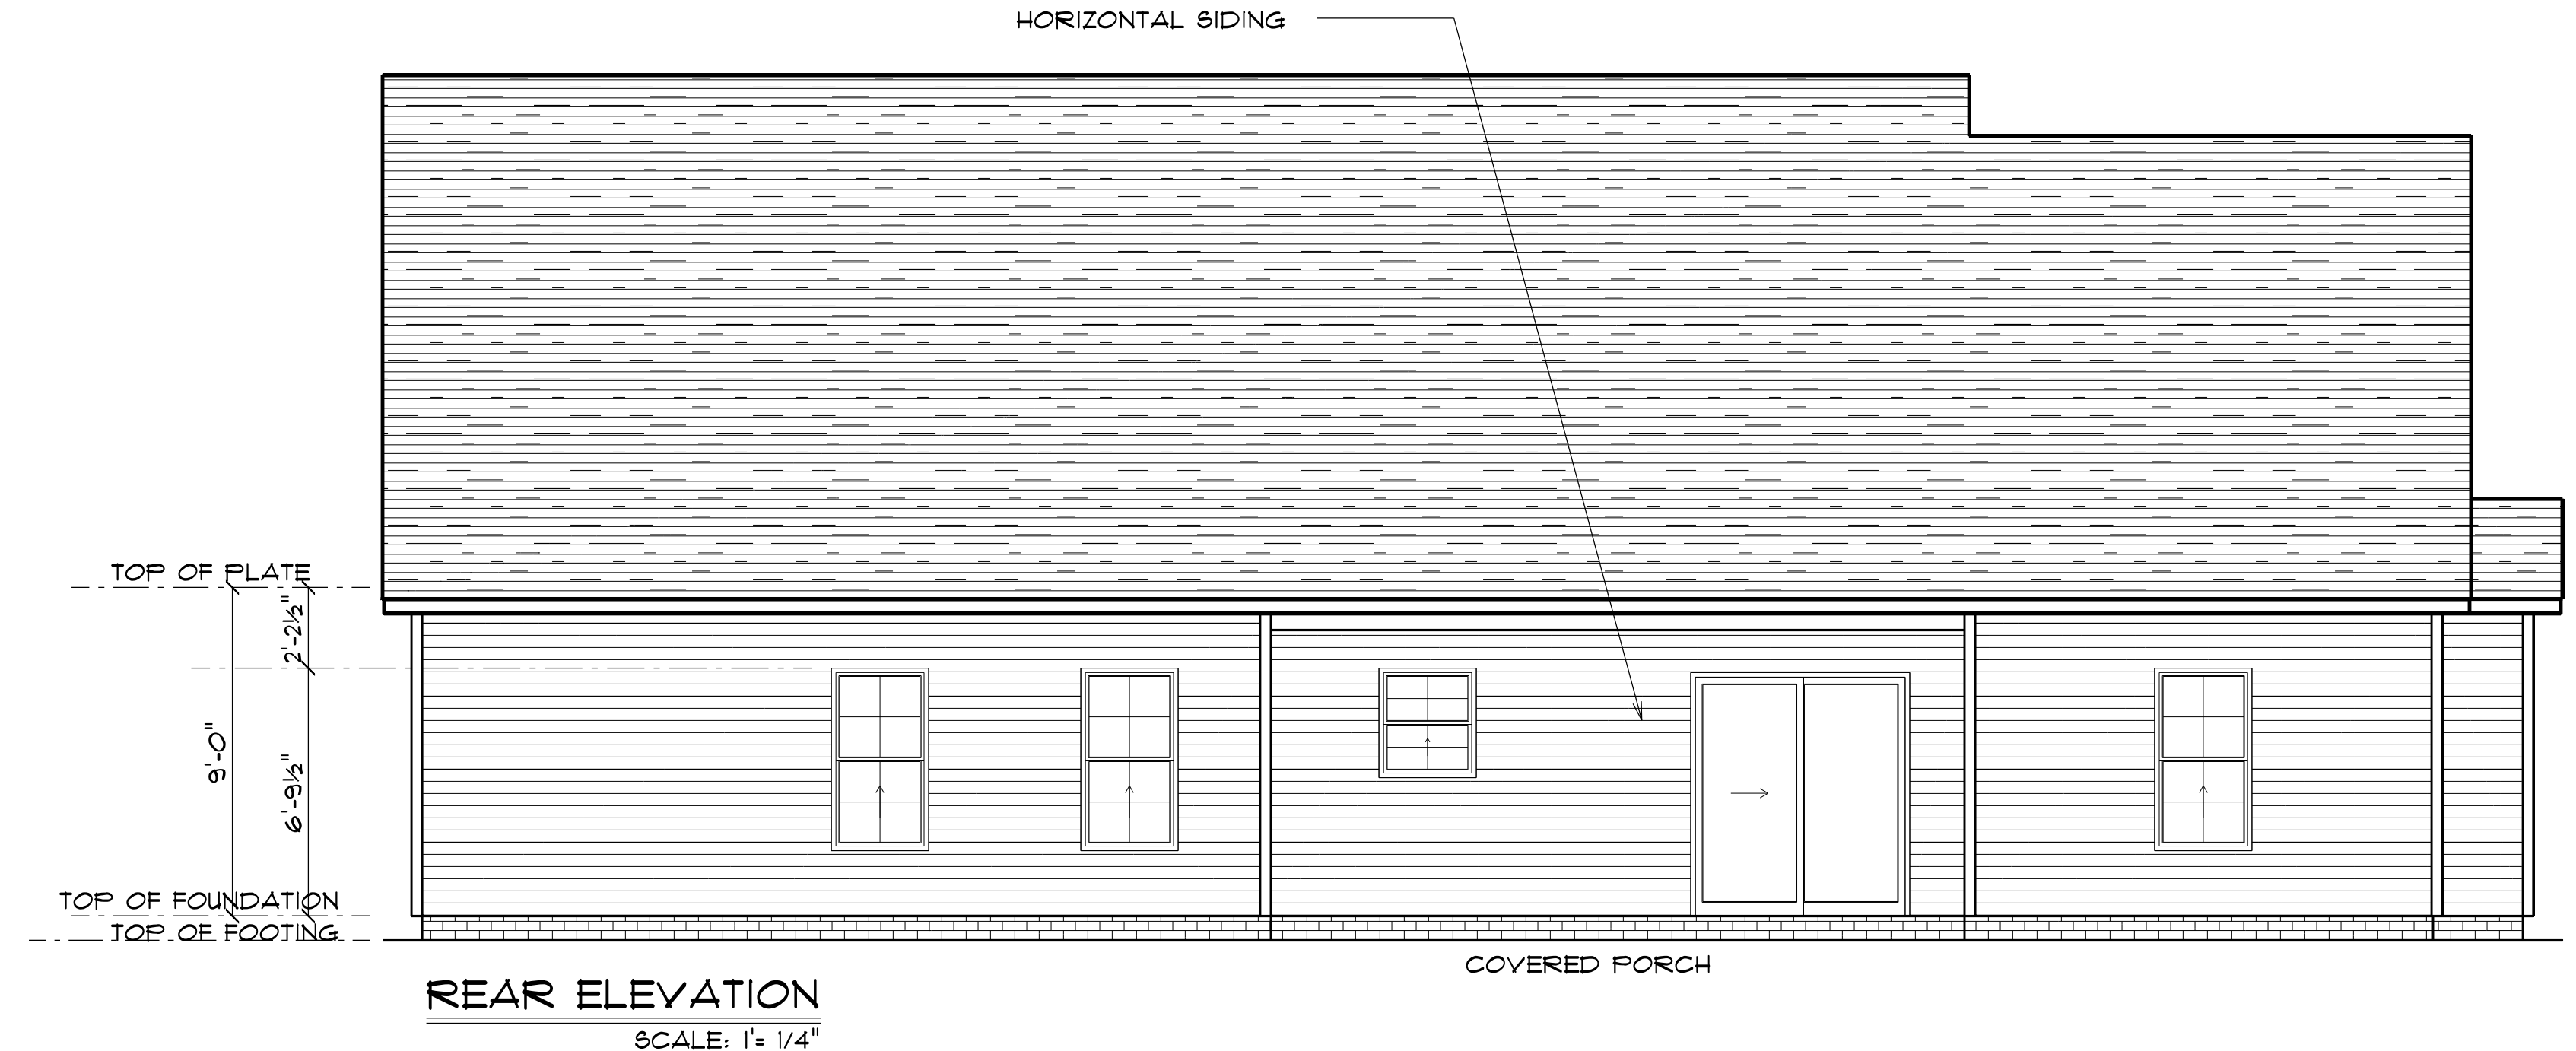 HORIZONTAL SIDING
TOP OF PLATE
2'-2½"
9'-0"
6'-9½"
TOP OF FOUNDATION
TOP OF FOOTING
COVERED PORCH
REAR ELEVATION
SCALE: 1'= 1/4"